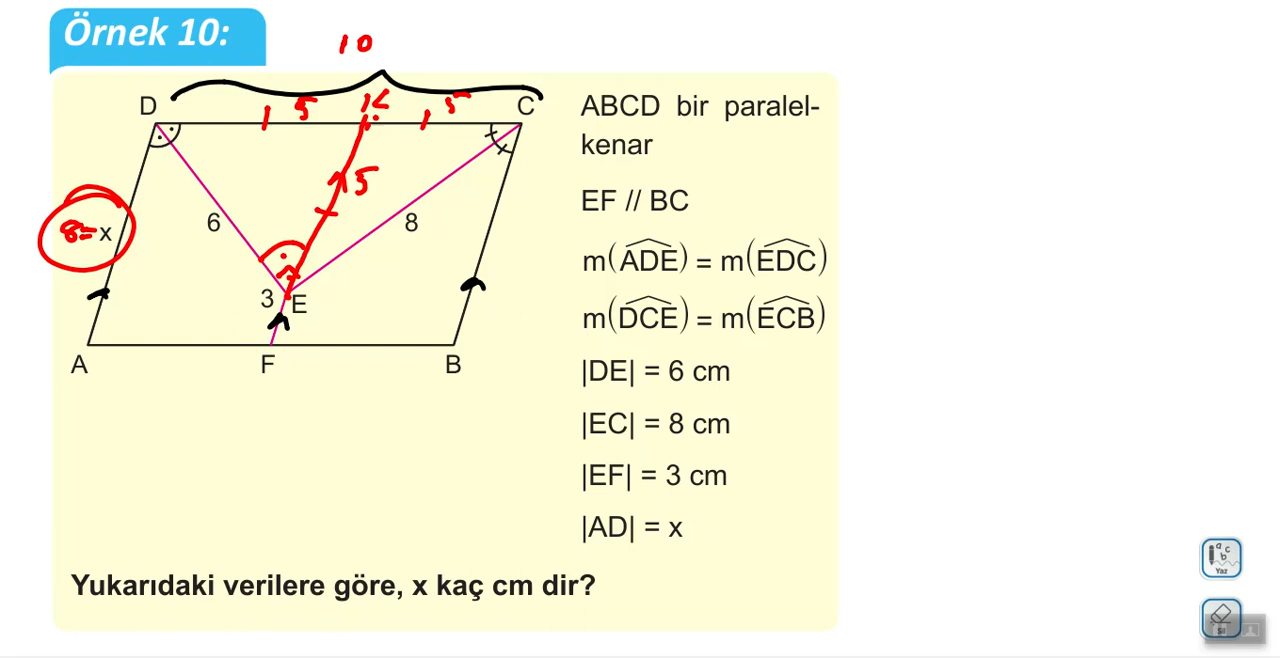 Örnek 10:
10
D 1 5 K 1 5 C
5
8=x
6
8
3 E
A F B
ABCD bir paralel-
kenar
EF // BC
m(ADE) = m(EDC)
m(DCE) = m(ECB)
|DE| = 6 cm
|EC| = 8 cm
|EF| = 3 cm
|AD| = x
Yukarıdaki verilere göre, x kaç cm dir?
a b c
Yaz
Sil